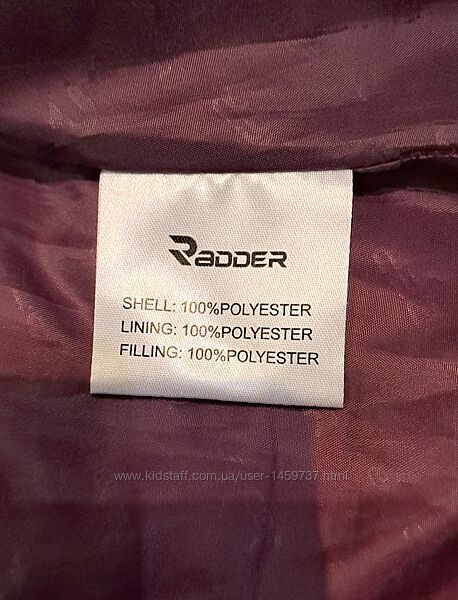 RADDER
SHELL: 100%POLYESTER
LINING: 100%POLYESTER
FILLING: 100%POLYESTER
www.kidstaff.com.ua/user-1459737.html